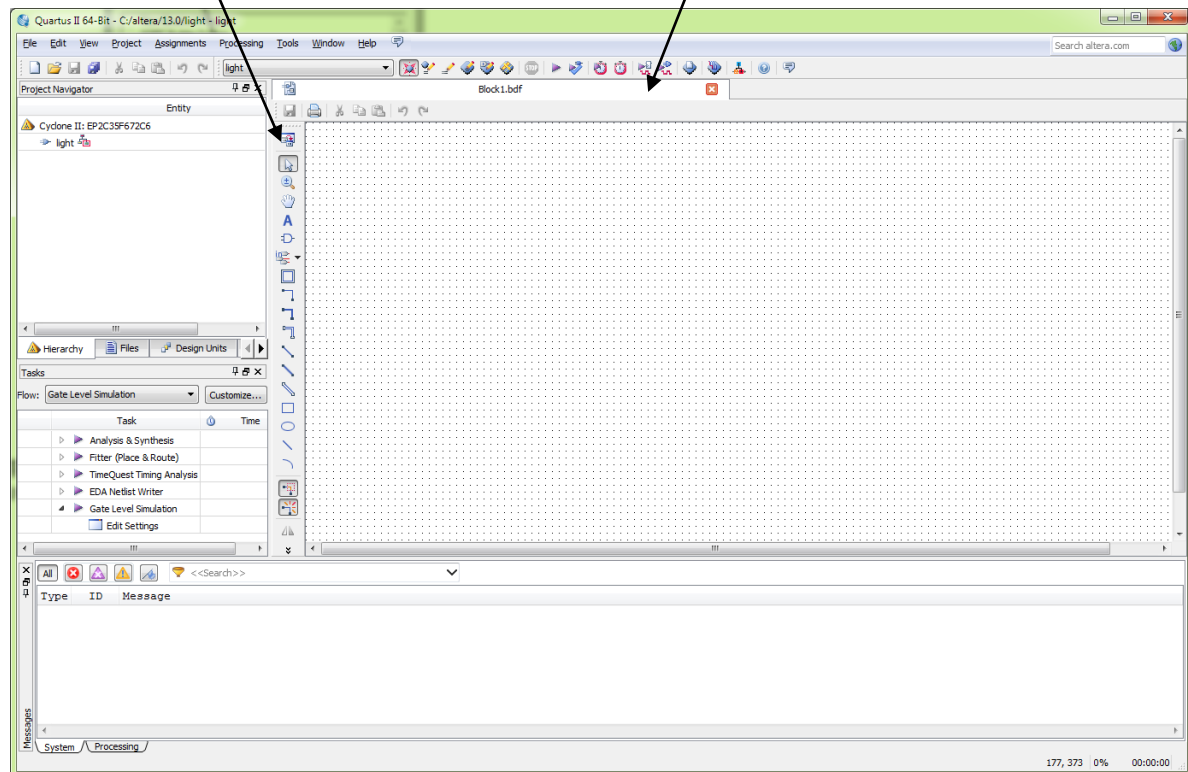 Quartus II 64-Bit - C:/altera/13.0/light - light
File Edit View Project Assignments Processing Tools Window Help
Search altera.com
light
Project Navigator
Block1.bdf
Entity
Cyclone II: EP2C35F672C6
light
A
Hierarchy Files Design Units
Tasks
Flow: Gate Level Simulation Customize...
Task Time
Analysis & Synthesis
Fitter (Place & Route)
TimeQuest Timing Analysis
EDA Netlist Writer
Gate Level Simulation
Edit Settings
All <<Search>>
Type ID Message
Messages
System Processing
177, 373 0% 00:00:00